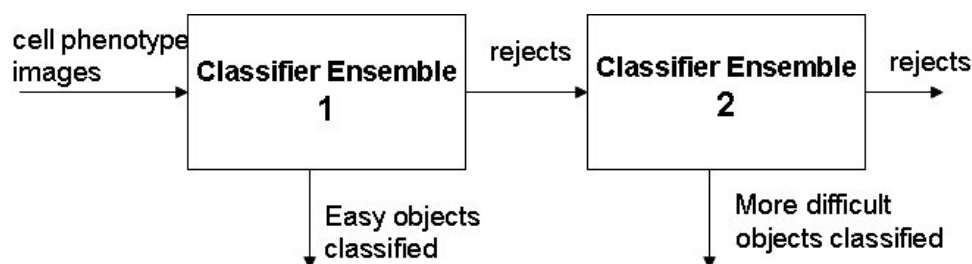 cell phenotype
images
Classifier Ensemble
1
rejects
Classifier Ensemble
2
rejects
Easy objects
classified
More difficult
objects classified